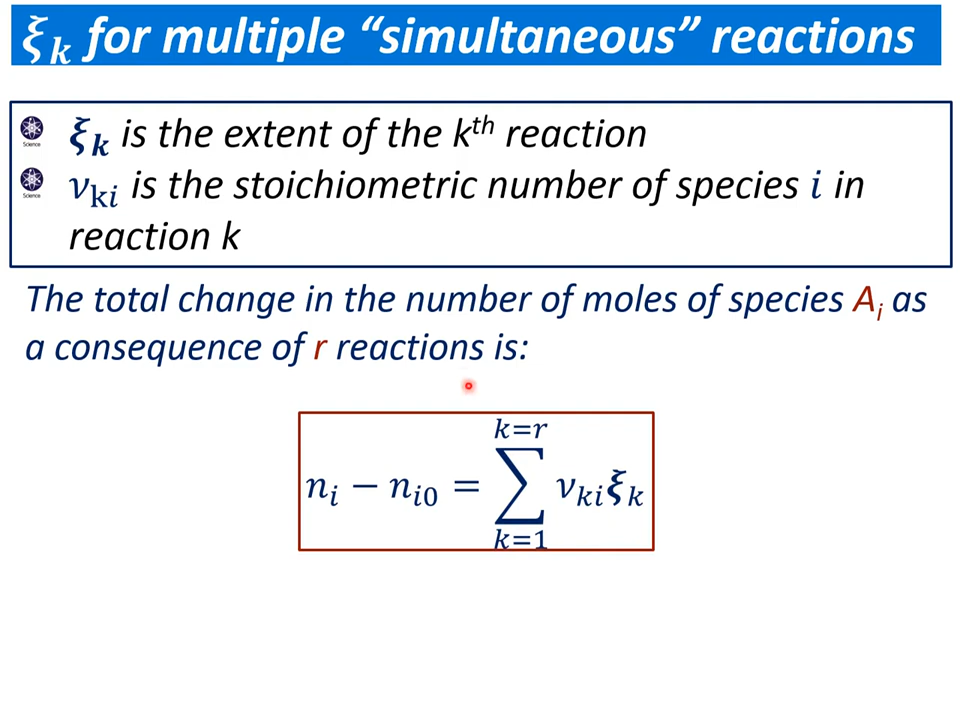 ξₖ for multiple “simultaneous” reactions
Science
ξₖ is the extent of the kᵗʰ reaction
Science
νₖᵢ is the stoichiometric number of species i in
reaction k
The total change in the number of moles of species Aᵢ as
a consequence of r reactions is:
k=r
nᵢ − nᵢ₀ = ∑ νₖᵢξₖ
k=1